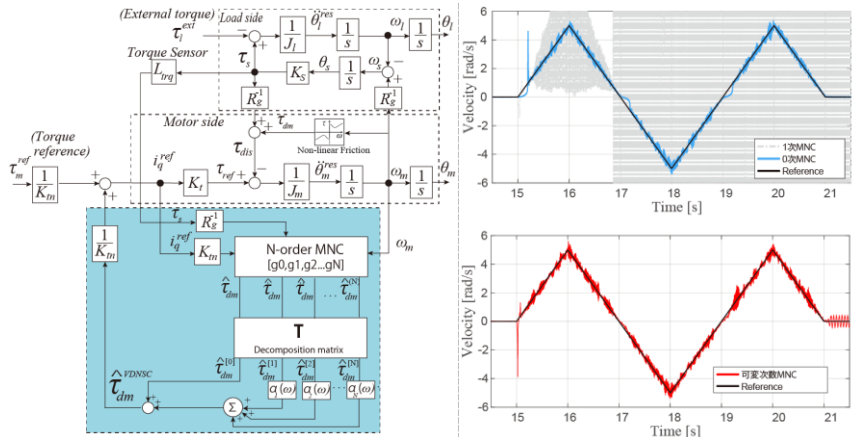 (External torque)
Load side
τ_l^ext
−
+
1/J_l
θ̈_l^res
1/s
ω_l
1/s
θ_l
Torque Sensor
τ_s
L_trq
K_S
θ_s
1/s
ω_s
−
+
R_g^-1
R_g^-1
Motor side
τ_dm
+
+
τ
ω
Non-linear Friction
(Torque
reference)
τ_dis
τ_m^ref
1/K_tn
+
+
i_q^ref
K_t
τ_ref
+
−
1/J_m
θ̈_m^res
1/s
ω_m
1/s
θ_m
τ_s
R_g^-1
1/K_tn
i_q^ref
K_tn
N-order MNC
[g0,g1,g2...gN]
ω_m
τ̂_dm
τ̂_dm
τ̂_dm
...
τ̂_dm^(N)
T
Decomposition matrix
τ̂_dm^[0]
τ̂_dm^[1]
τ̂_dm^[2]
τ̂_dm^[N]
τ̂_dm^VDNSC
α_1(ω)
α_2(ω)
α_N(ω)
+
+
Σ
+
+
+
Velocity [rad/s]
6
4
2
0
-2
-4
-6
1次MNC
0次MNC
Reference
15
16
17
18
19
20
21
Time [s]
Velocity [rad/s]
6
4
2
0
-2
-4
-6
可変次数MNC
Reference
15
16
17
18
19
20
21
Time [s]